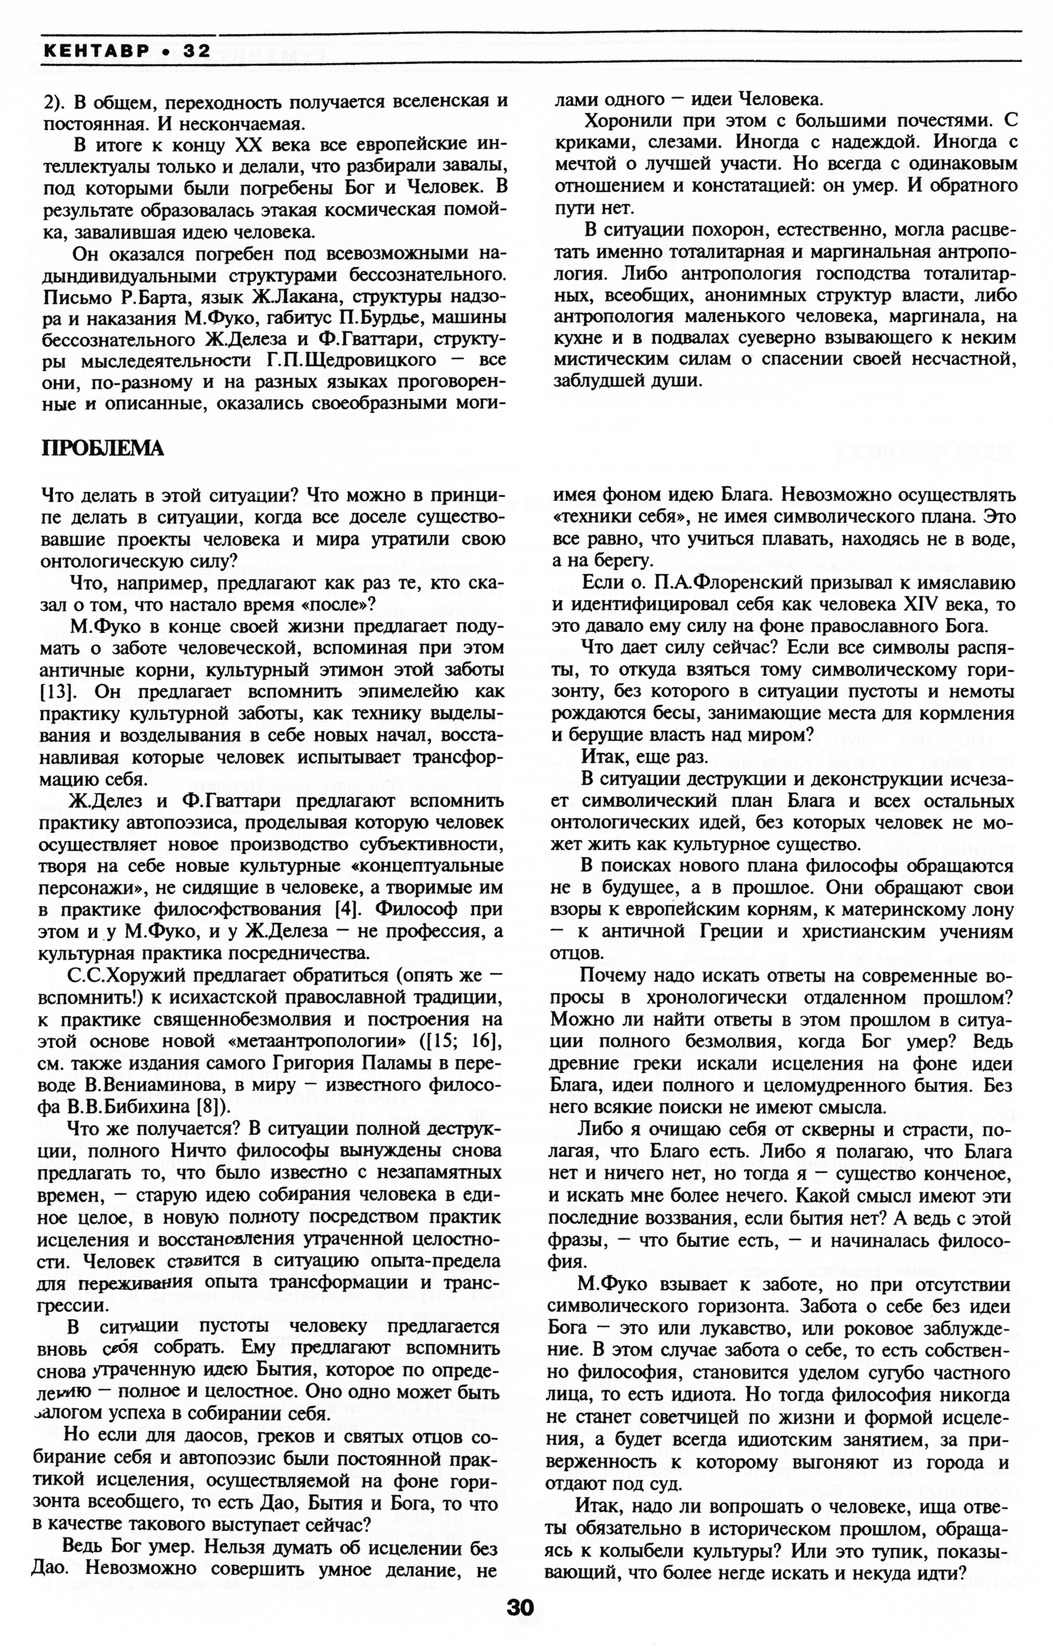 КЕНТАВР • 32
2). В общем, переходность получается вселенская и
постоянная. И нескончаемая.
В итоге к концу XX века все европейские ин-
теллектуалы только и делали, что разбирали завалы,
под которыми были погребены Бог и Человек. В
результате образовалась этакая космическая помой-
ка, завалившая идею человека.
Он оказался погребен под всевозможными на-
дындивидуальными структурами бессознательного.
Письмо Р.Барта, язык Ж.Лакана, структуры надзо-
ра и наказания М.Фуко, габитус П.Бурдье, машины
бессознательного Ж.Делеза и Ф.Гваттари, структу-
ры мыследеятельности Г.П.Щедровицкого — все
они, по-разному и на разных языках проговорен-
ные и описанные, оказались своеобразными моги-
лами одного — идеи Человека.
Хоронили при этом с большими почестями. С
криками, слезами. Иногда с надеждой. Иногда с
мечтой о лучшей участи. Но всегда с одинаковым
отношением и констатацией: он умер. И обратного
пути нет.
В ситуации похорон, естественно, могла расцве-
тать именно тоталитарная и маргинальная антропо-
логия. Либо антропология господства тоталитар-
ных, всеобщих, анонимных структур власти, либо
антропология маленького человека, маргинала, на
кухне и в подвалах суеверно взывающего к неким
мистическим силам о спасении своей несчастной,
заблудшей души.
ПРОБЛЕМА
Что делать в этой ситуации? Что можно в принци-
пе делать в ситуации, когда все доселе существо-
вавшие проекты человека и мира утратили свою
онтологическую силу?
Что, например, предлагают как раз те, кто ска-
зал о том, что настало время «после»?
М.Фуко в конце своей жизни предлагает поду-
мать о заботе человеческой, вспоминая при этом
античные корни, культурный этимон этой заботы
[13]. Он предлагает вспомнить эпимелейю как
практику культурной заботы, как технику выделы-
вания и возделывания в себе новых начал, восста-
навливая которые человек испытывает трансфор-
мацию себя.
Ж.Делез и Ф.Гваттари предлагают вспомнить
практику автопоэзиса, проделывая которую человек
осуществляет новое производство субъективности,
творя на себе новые культурные «концептуальные
персонажи», не сидящие в человеке, а творимые им
в практике философствования [4]. Философ при
этом и у М.Фуко, и у Ж.Делеза — не профессия, а
культурная практика посредничества.
С.С.Хоружий предлагает обратиться (опять же —
вспомнить!) к исихастской православной традиции,
к практике священнобезмолвия и построения на
этой основе новой «метаантропологии» ([15; 16],
см. также издания самого Григория Паламы в пере-
воде В.Вениаминова, в миру — известного филосо-
фа В.В.Бибихина [8]).
Что же получается? В ситуации полной деструк-
ции, полного Ничто философы вынуждены снова
предлагать то, что было известно с незапамятных
времен, — старую идею собирания человека в еди-
ное целое, в новую полноту посредством практик
исцеления и восстановления утраченной целостно-
сти. Человек ставится в ситуацию опыта-предела
для переживания опыта трансформации и транс-
грессии.
В ситуации пустоты человеку предлагается
вновь себя собрать. Ему предлагают вспомнить
снова утраченную идею Бытия, которое по опреде-
лению — полное и целостное. Оно одно может быть
залогом успеха в собирании себя.
Но если для даосов, греков и святых отцов со-
бирание себя и автопоэзис были постоянной прак-
тикой исцеления, осуществляемой на фоне гори-
зонта всеобщего, то есть Дао, Бытия и Бога, то что
в качестве такового выступает сейчас?
Ведь Бог умер. Нельзя думать об исцелении без
Дао. Невозможно совершить умное делание, не
имея фоном идею Блага. Невозможно осуществлять
«техники себя», не имея символического плана. Это
все равно, что учиться плавать, находясь не в воде,
а на берегу.
Если о. П.А.Флоренский призывал к имяславию
и идентифицировал себя как человека XIV века, то
это давало ему силу на фоне православного Бога.
Что дает силу сейчас? Если все символы распя-
ты, то откуда взяться тому символическому гори-
зонту, без которого в ситуации пустоты и немоты
рождаются бесы, занимающие места для кормления
и берущие власть над миром?
Итак, еще раз.
В ситуации деструкции и деконструкции исчеза-
ет символический план Блага и всех остальных
онтологических идей, без которых человек не мо-
жет жить как культурное существо.
В поисках нового плана философы обращаются
не в будущее, а в прошлое. Они обращают свои
взоры к европейским корням, к материнскому лону
— к античной Греции и христианским учениям
отцов.
Почему надо искать ответы на современные во-
просы в хронологически отдаленном прошлом?
Можно ли найти ответы в этом прошлом в ситуа-
ции полного безмолвия, когда Бог умер? Ведь
древние греки искали исцеления на фоне идеи
Блага, идеи полного и целомудренного бытия. Без
него всякие поиски не имеют смысла.
Либо я очищаю себя от скверны и страсти, по-
лагая, что Благо есть. Либо я полагаю, что Блага
нет и ничего нет, но тогда я — существо конченое,
и искать мне более нечего. Какой смысл имеют эти
последние воззвания, если бытия нет? А ведь с этой
фразы, — что бытие есть, — и начиналась филосо-
фия.
М.Фуко взывает к заботе, но при отсутствии
символического горизонта. Забота о себе без идеи
Бога — это или лукавство, или роковое заблужде-
ние. В этом случае забота о себе, то есть собствен-
но философия, становится уделом сугубо частного
лица, то есть идиота. Но тогда философия никогда
не станет советчицей по жизни и формой исцеле-
ния, а будет всегда идиотским занятием, за при-
верженность к которому выгоняют из города и
отдают под суд.
Итак, надо ли вопрошать о человеке, ища отве-
ты обязательно в историческом прошлом, обраща-
ясь к колыбели культуры? Или это тупик, показы-
вающий, что более негде искать и некуда идти?
30